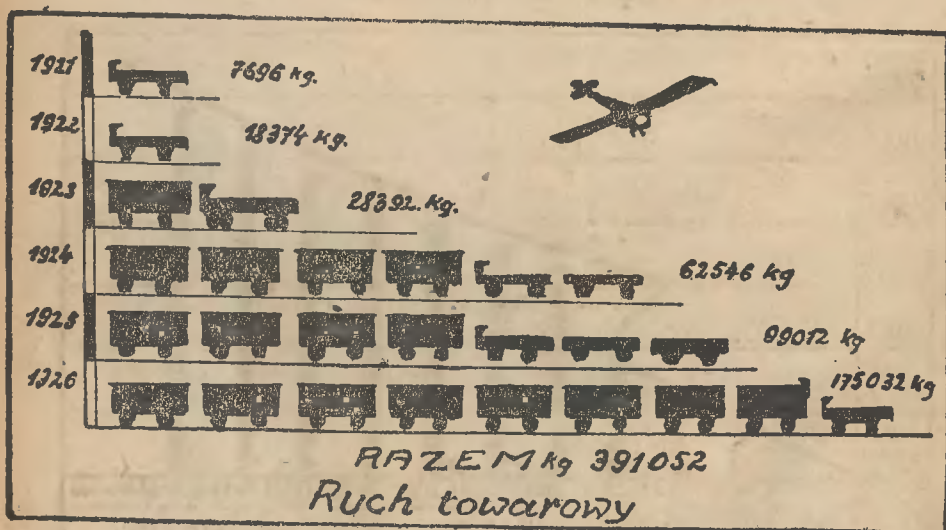 1921 7696 kg.
1922 18374 kg.
1923 28392. kg.
1924 62546 kg
1925 99012 kg
1926 175032 kg
RAZEM kg 391052
Ruch towarowy